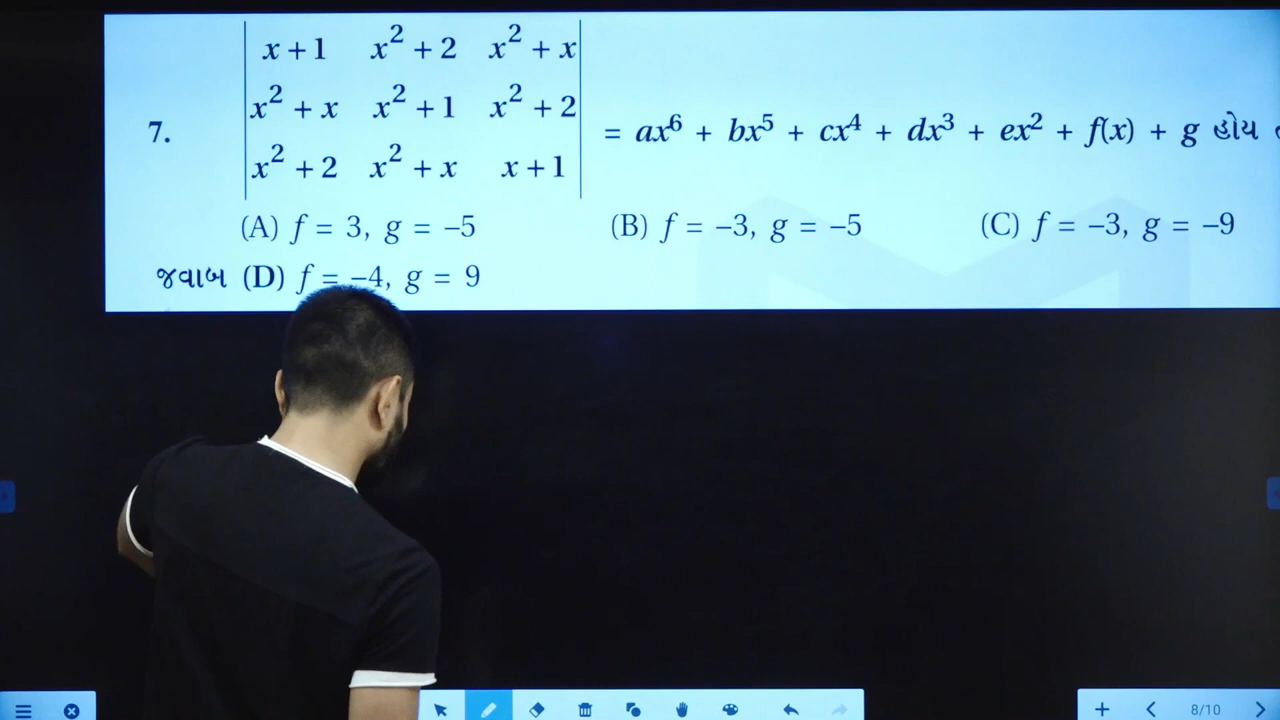 x + 1 x² + 2 x² + x
x² + x x² + 1 x² + 2
x² + 2 x² + x x + 1
7. = ax⁶ + bx⁵ + cx⁴ + dx³ + ex² + f(x) + g હોય
(A) f = 3, g = –5 (B) f = –3, g = –5 (C) f = –3, g = –9
જવાબ (D) f = –4, g = 9
8/10